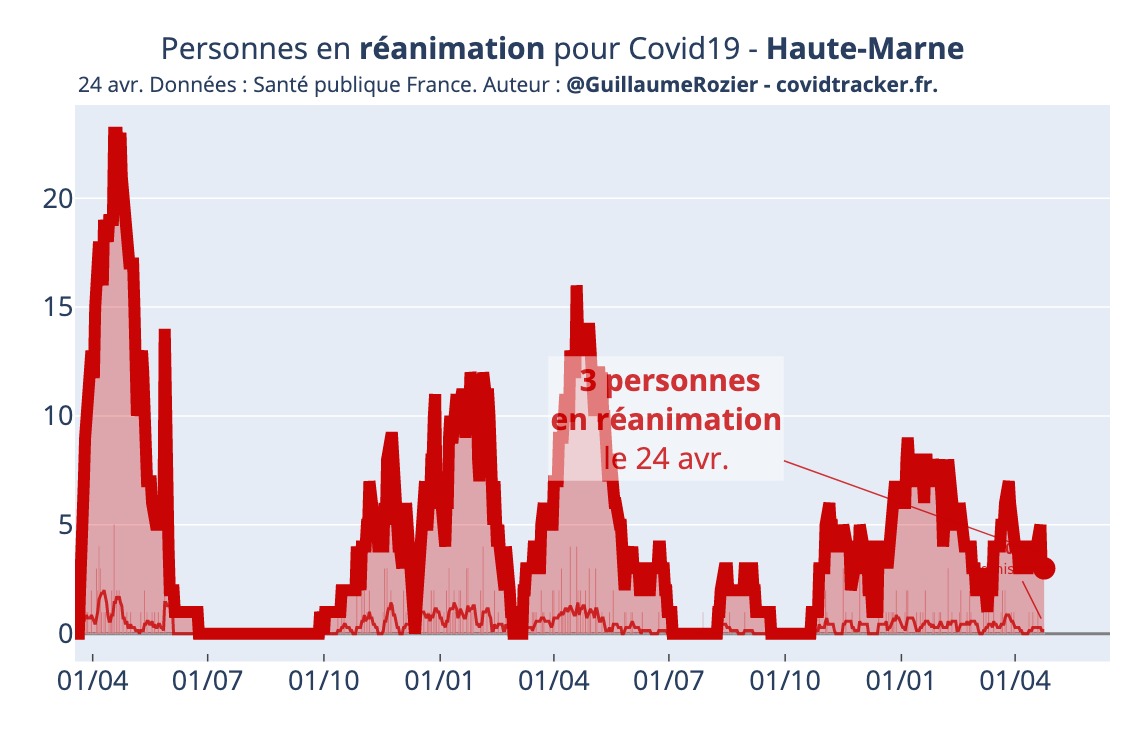 Personnes en réanimation pour Covid19 - Haute-Marne
24 avr. Données : Santé publique France. Auteur : @GuillaumeRozier - covidtracker.fr.
20
15
10
5
0
3 personnes
en réanimation
le 24 avr.
01/04 01/07 01/10 01/01 01/04 01/07 01/10 01/01 01/04